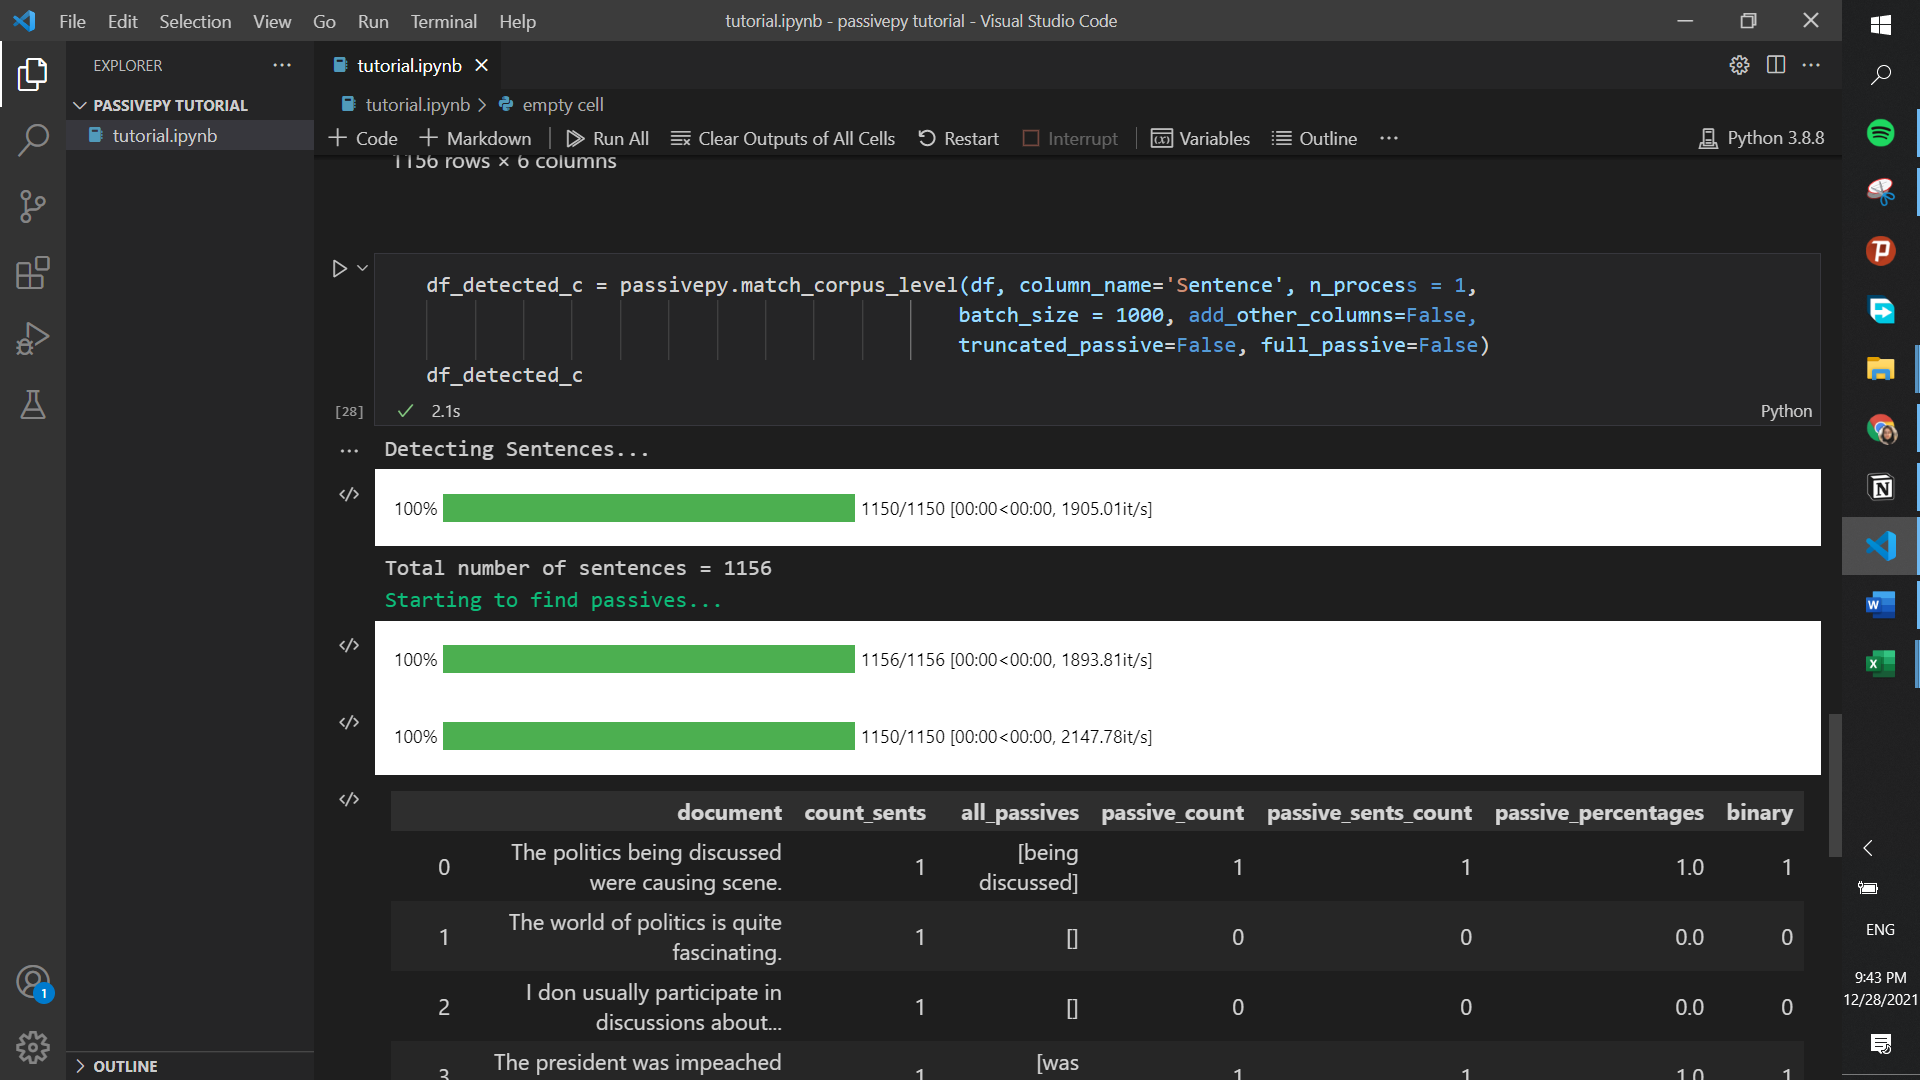 File Edit Selection View Go Run Terminal Help
tutorial.ipynb - passivepy tutorial - Visual Studio Code
EXPLORER
PASSIVEPY TUTORIAL
tutorial.ipynb
OUTLINE
1
tutorial.ipynb
tutorial.ipynb > empty cell
Code Markdown Run All Clear Outputs of All Cells Restart Interrupt Variables Outline
Python 3.8.8
1156 rows × 6 columns
df_detected_c = passivepy.match_corpus_level(df, column_name='Sentence', n_process = 1,
batch_size = 1000, add_other_columns=False,
truncated_passive=False, full_passive=False)
df_detected_c
[28] 2.1s
Python
Detecting Sentences...
100% 1150/1150 [00:00<00:00, 1905.01it/s]
Total number of sentences = 1156
Starting to find passives...
100% 1156/1156 [00:00<00:00, 1893.81it/s]
100% 1150/1150 [00:00<00:00, 2147.78it/s]
document count_sents all_passives passive_count passive_sents_count passive_percentages binary
0 The politics being discussed were causing scene. 1 [being discussed] 1 1 1.0 1
1 The world of politics is quite fascinating. 1 [] 0 0 0.0 0
2 I don usually participate in discussions about... 1 [] 0 0 0.0 0
3 The president was impeached 1 [was 1 1 1.0 1
ENG
9:43 PM
12/28/2021